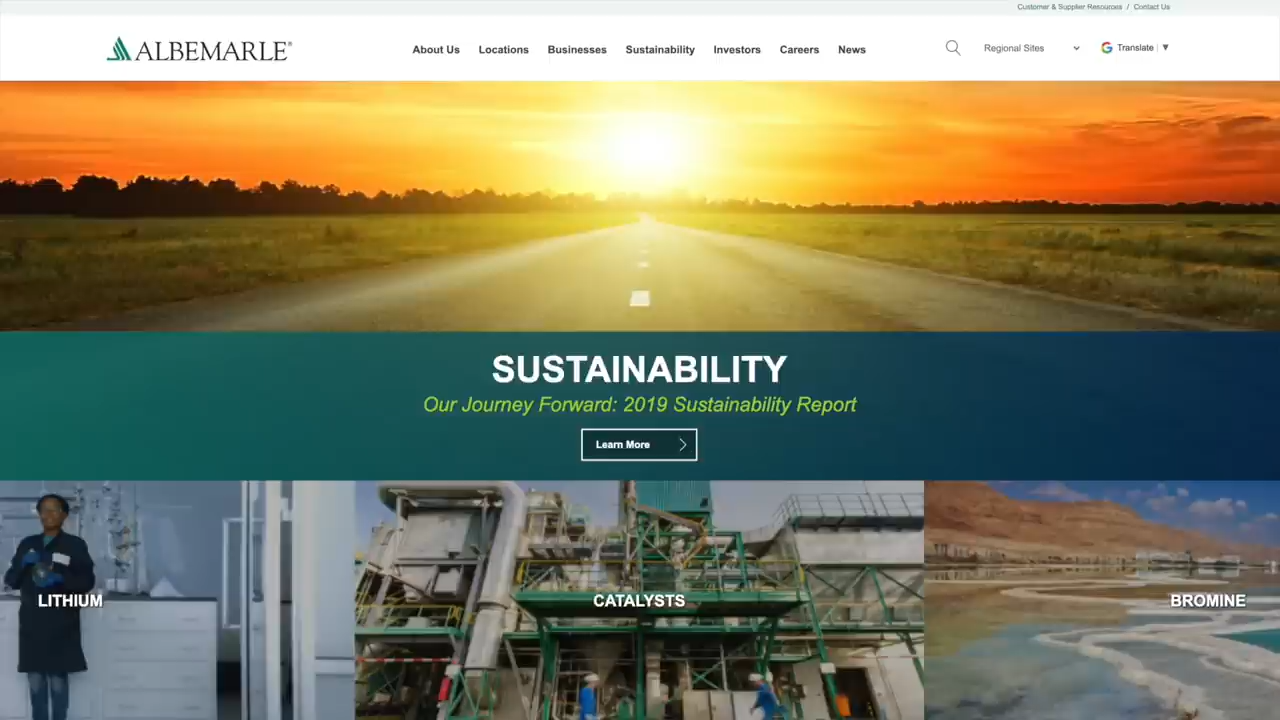 Customer & Supplier Resources / Contact Us
ALBEMARLE®
About Us Locations Businesses Sustainability Investors Careers News
Regional Sites
G Translate | ▼
SUSTAINABILITY
Our Journey Forward: 2019 Sustainability Report
Learn More
LITHIUM
CATALYSTS
BROMINE